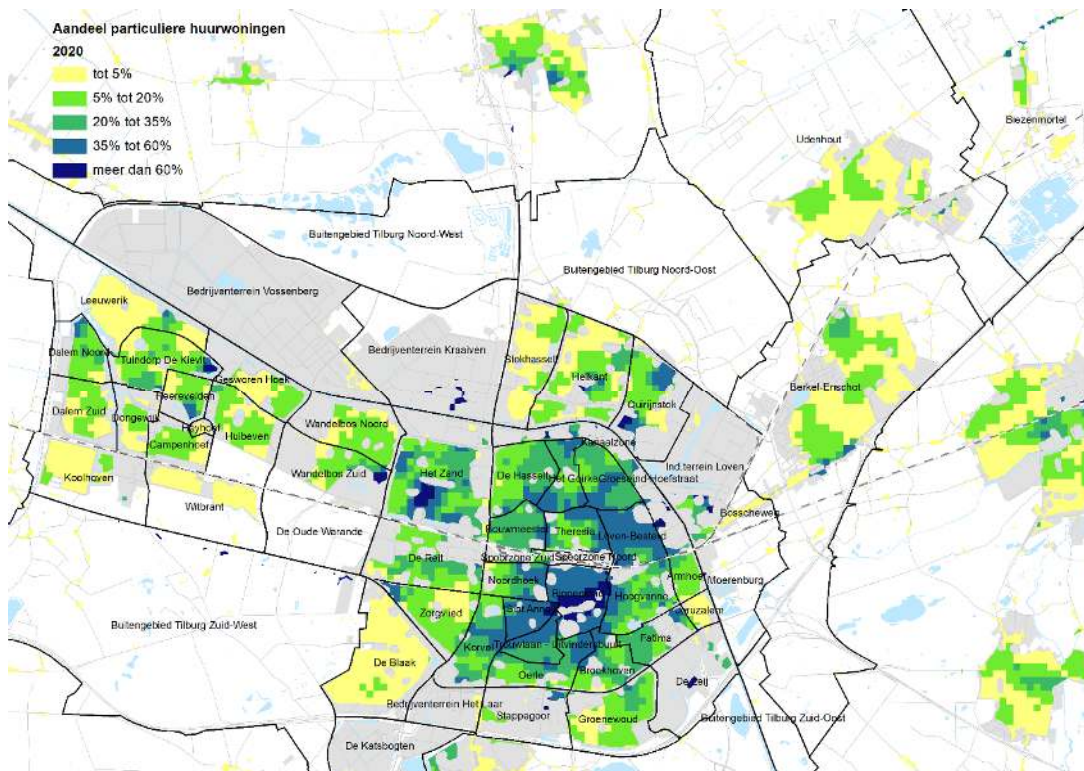 Aandeel particuliere huurwoningen
2020
tot 5%
5% tot 20%
20% tot 35%
35% tot 60%
meer dan 60%
Biezenmortel
Udenhout
Buitengebied Tilburg Noord-West
Buitengebied Tilburg Noord-Oost
Bedrijventerrein Vossenberg
Leeuwerik
Bedrijventerrein Kraaiven
Dalem Noord
Tuindorp De Kievit
Stokhasselt
Gesworen Hoek
Heikant
Heerevelden
Berkel-Enschot
Quirijnstok
Dalem Zuid
Dongewijk
Heyhoef
Huibeven
Wandelbos Noord
Campenhoef
Kanaalzone
Koolhoven
Wandelbos Zuid
Het Zand
De Hasselt
Het Goirke
Groeseind-Hoefstraat
Ind.terrein Loven
Witbrant
Bosscheweg
De Oude Warande
Bouwmeester
Theresia
Loven-Besterd
De Reit
Spoorzone Zuid
Spoorzone Noord
Noordhoek
Armhoef
Moerenburg
Hoogvenne
Zorgvlied
Sint Anna
Jeruzalem
Buitengebied Tilburg Zuid-West
Korvel
Trouwlaan - Uitvindersbuurt
Fatima
De Blaak
Oerle
Broekhoven
De Zeij
Bedrijventerrein Het Laar
Stappegoor
Groenewoud
Buitengebied Tilburg Zuid-Oost
De Katsbogten